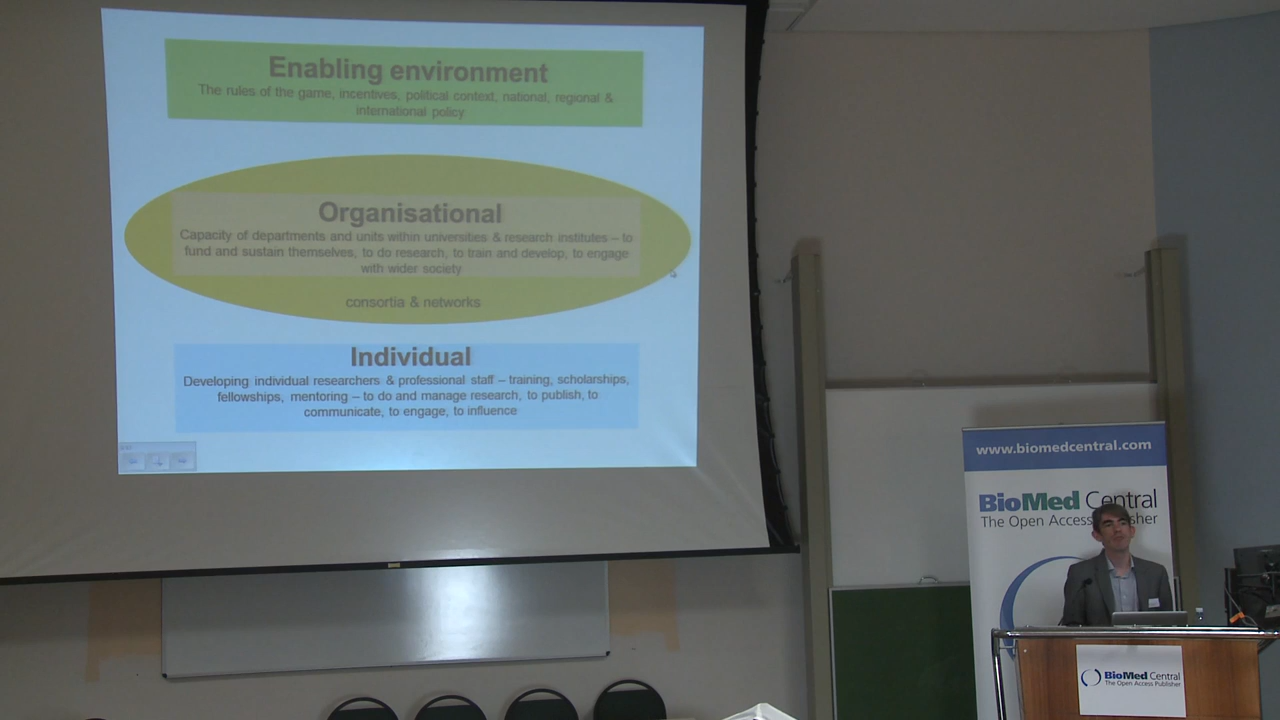 Enabling environment
The rules of the game, incentives, political context, national, regional &
international policy
Organisational
Capacity of departments and units within universities & research institutes – to
fund and sustain themselves, to do research, to train and develop, to engage
with wider society
consortia & networks
Individual
Developing individual researchers & professional staff – training, scholarships,
fellowships, mentoring – to do and manage research, to publish, to
communicate, to engage, to influence
www.biomedcentral.com
BioMed Central
The Open Access
BioMed Central
The Open Access Publisher